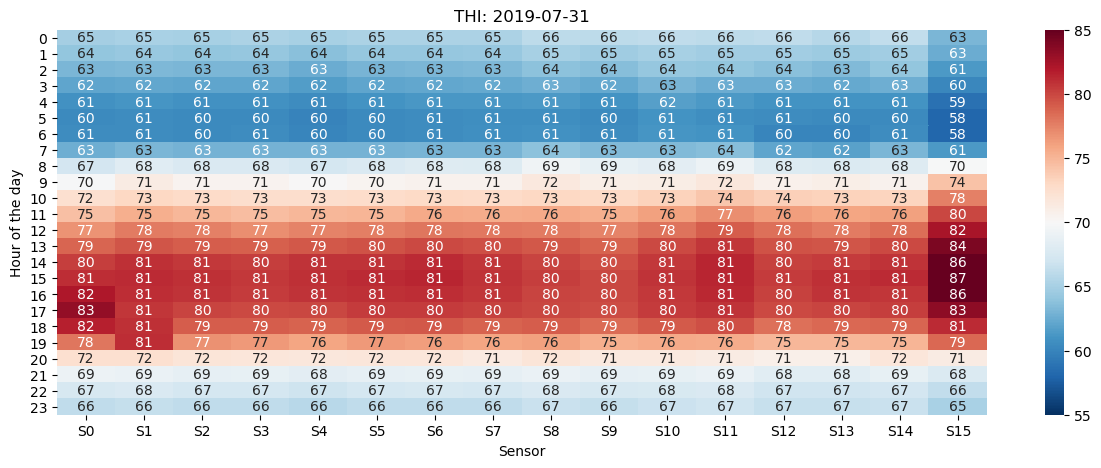 THI: 2019-07-31
Hour of the day
0 65 65 65 65 65 65 65 65 66 66 66 66 66 66 66 63
1 64 64 64 64 64 64 64 64 65 65 65 65 65 65 65 63
2 63 63 63 63 63 63 63 63 64 64 64 64 64 63 64 61
3 62 62 62 62 62 62 62 62 63 62 63 63 63 62 63 60
4 61 61 61 61 61 61 61 61 61 61 62 61 61 61 61 59
5 60 61 60 61 60 60 61 61 61 60 61 61 61 60 60 58
6 61 61 60 61 60 60 61 61 61 61 61 61 60 60 61 58
7 63 63 63 63 63 63 63 63 64 63 63 64 62 62 63 61
8 67 68 68 68 67 68 68 68 69 69 68 69 68 68 68 70
9 70 71 71 71 70 70 71 71 72 71 71 72 71 71 71 74
10 72 73 73 73 73 73 73 73 73 73 73 74 74 73 73 78
11 75 75 75 75 75 75 76 76 76 75 76 77 76 76 76 80
12 77 78 78 77 77 78 78 78 78 77 78 79 78 78 78 82
13 79 79 79 79 79 80 80 80 79 79 80 81 80 79 80 84
14 80 81 81 80 81 81 81 81 80 80 81 81 80 81 81 86
15 81 81 81 81 81 81 81 81 80 80 81 81 80 81 81 87
16 82 81 81 80 81 81 81 81 80 80 81 81 80 81 81 86
17 83 81 80 80 80 80 80 80 80 80 80 81 80 80 80 83
18 82 81 79 79 79 79 79 79 79 79 79 80 78 79 79 81
19 78 81 77 77 76 77 76 76 76 75 76 76 75 75 75 79
20 72 72 72 72 72 72 72 71 72 71 71 71 71 71 72 71
21 69 69 69 69 68 69 69 69 69 69 69 69 68 68 69 68
22 67 68 67 67 67 67 67 67 68 67 68 68 67 67 67 66
23 66 66 66 66 66 66 66 66 67 66 67 67 67 67 67 65
S0 S1 S2 S3 S4 S5 S6 S7 S8 S9 S10 S11 S12 S13 S14 S15
Sensor
85
80
75
70
65
60
55